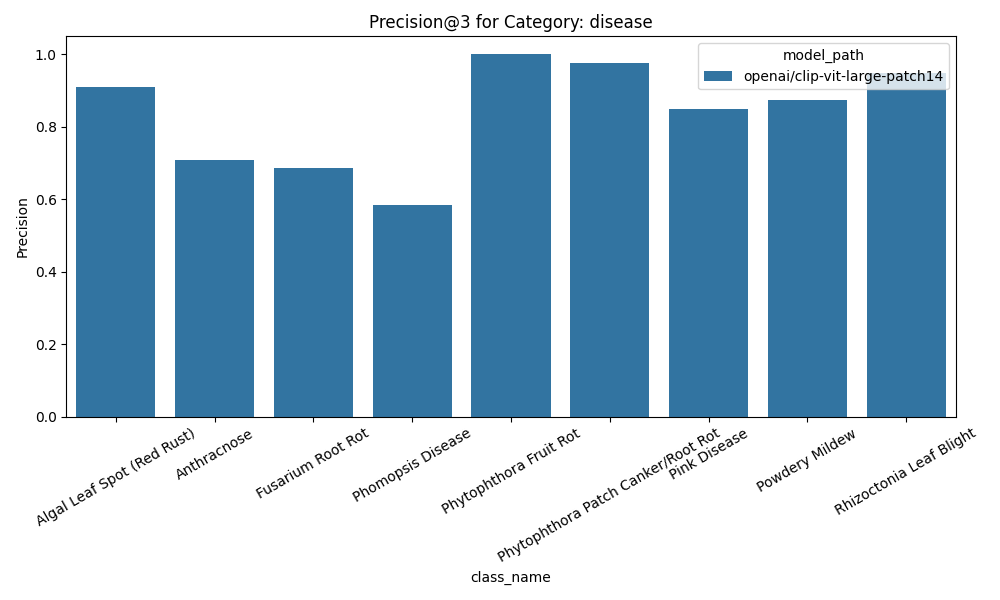 Precision@3 for Category: disease
model_path
openai/clip-vit-large-patch14
Precision
1.0
0.8
0.6
0.4
0.2
0.0
Algal Leaf Spot (Red Rust)
Anthracnose
Fusarium Root Rot
Phomopsis Disease
Phytophthora Fruit Rot
Phytophthora Patch Canker/Root Rot
Pink Disease
Powdery Mildew
Rhizoctonia Leaf Blight
class_name